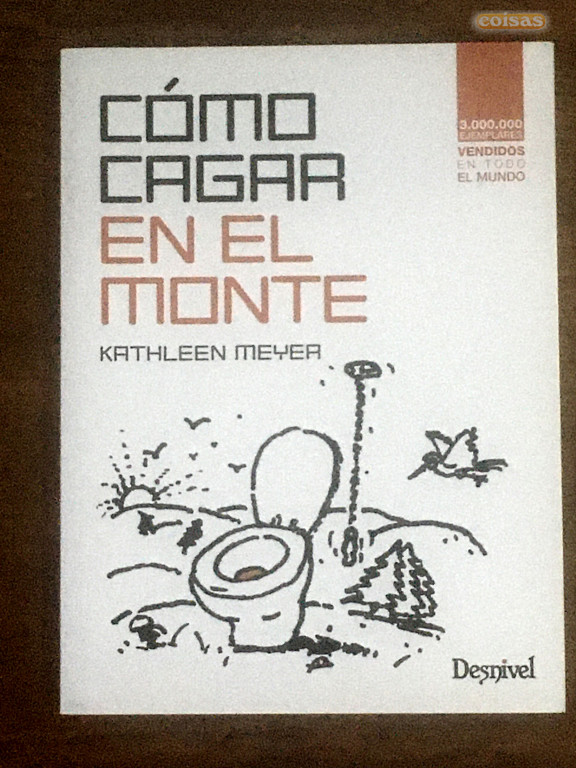 coisas
CÓMO
CAGAR
EN EL
MONTE
KATHLEEN MEYER
3.000.000
EJEMPLARES
VENDIDOS
EN TODO
EL MUNDO
Desnivel